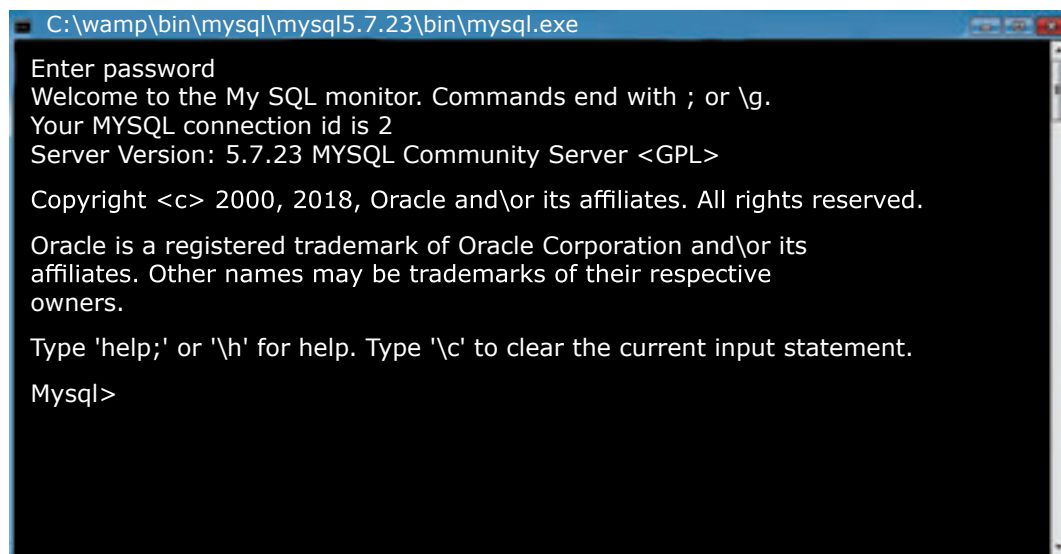 C:\wamp\bin\mysql\mysql5.7.23\bin\mysql.exe
Enter password
Welcome to the My SQL monitor. Commands end with ; or \g.
Your MYSQL connection id is 2
Server Version: 5.7.23 MYSQL Community Server <GPL>
Copyright <c> 2000, 2018, Oracle and\or its affiliates. All rights reserved.
Oracle is a registered trademark of Oracle Corporation and\or its
affiliates. Other names may be trademarks of their respective
owners.
Type 'help;' or '\h' for help. Type '\c' to clear the current input statement.
Mysql>